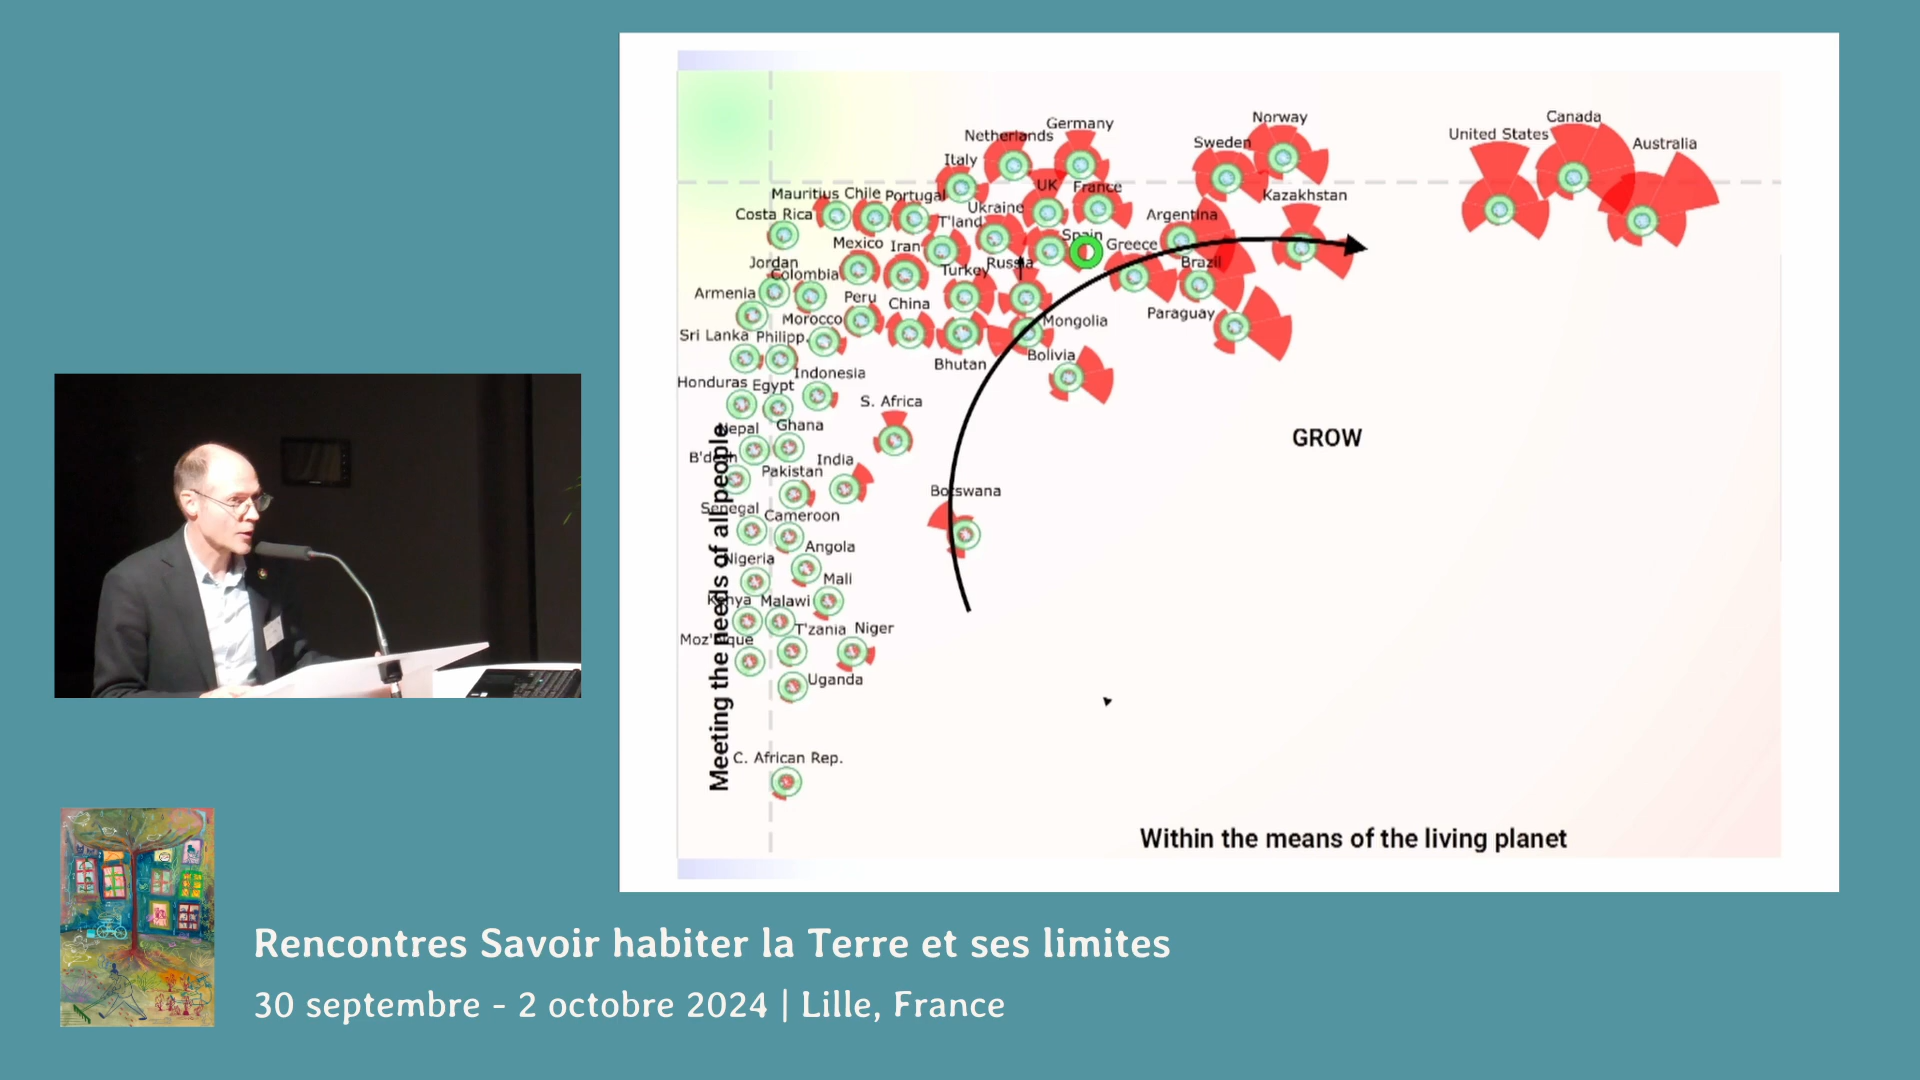 Germany
Norway
Canada
Netherlands
United States
Sweden
Australia
Italy
UK
France
Kazakhstan
Mauritius
Chile
Portugal
Ukraine
Costa Rica
T'land
Argentina
Spain
Mexico
Iran
Greece
Jordan
Turkey
Russia
Brazil
Colombia
Armenia
Peru
China
Morocco
Mongolia
Paraguay
Sri Lanka
Philipp.
Bhutan
Bolivia
Indonesia
Honduras
Egypt
S. Africa
Nepal
Ghana
GROW
B'desh
Pakistan
India
Botswana
Senegal
Cameroon
Angola
Nigeria
Mali
Kenya
Malawi
T'zania
Niger
Moz'ique
Uganda
C. African Rep.
Meeting the needs of all people
Within the means of the living planet
Rencontres Savoir habiter la Terre et ses limites
30 septembre - 2 octobre 2024 | Lille, France